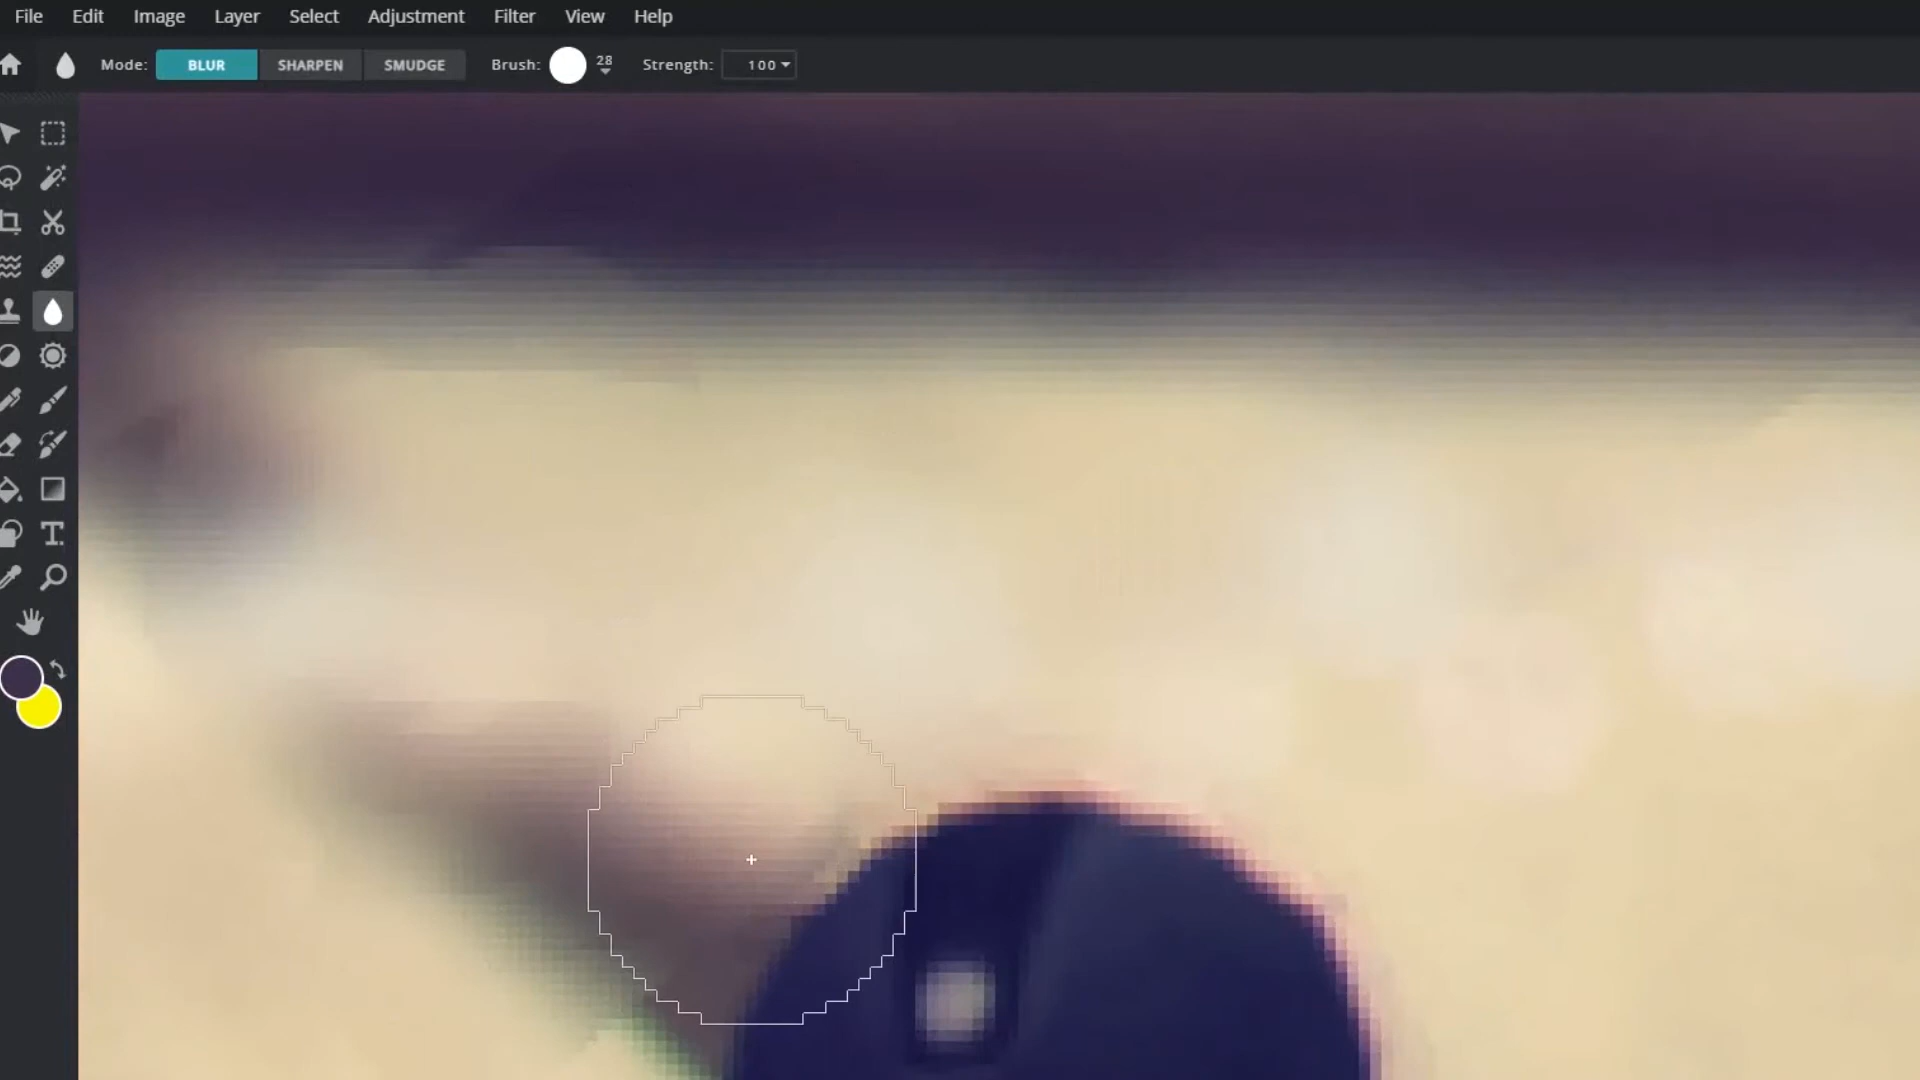 File Edit Image Layer Select Adjustment Filter View Help
Mode: BLUR SHARPEN SMUDGE Brush: 28 Strength: 100
T.